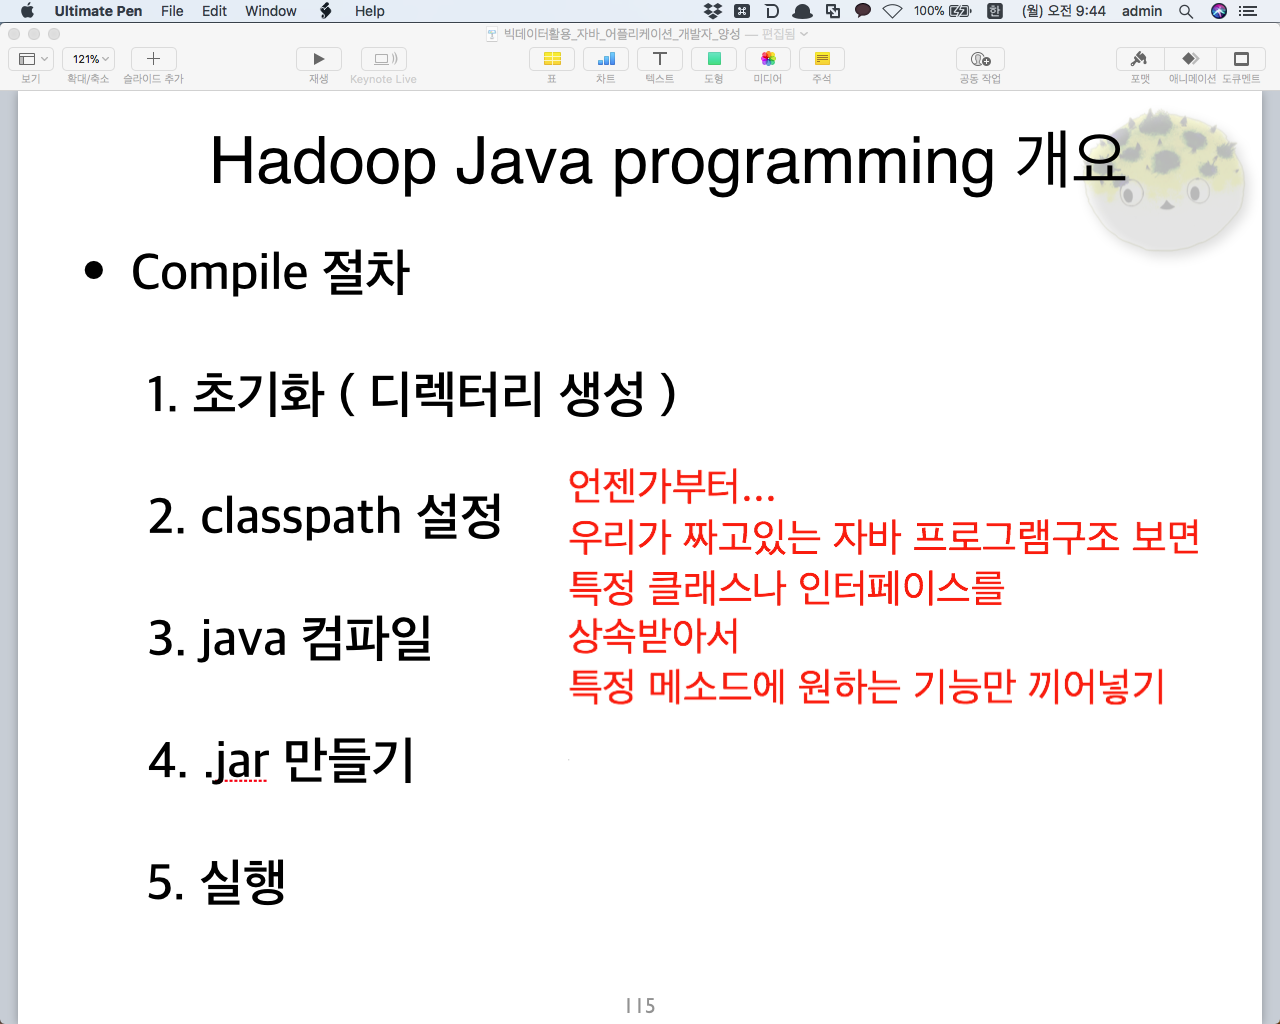 Ultimate Pen File Edit Window Help 100% 한 (월) 오전 9:44 admin
빅데이터활용_자바_어플리케이션_개발자_양성 — 편집됨
121%
보기 확대/축소 슬라이드 추가 재생 Keynote Live 표 차트 텍스트 도형 미디어 주석 공동 작업 포맷 애니메이션 도큐멘트
Hadoop Java programming 개요
• Compile 절차
1. 초기화 ( 디렉터리 생성 )
2. classpath 설정
언젠가부터...
우리가 짜고있는 자바 프로그램구조 보면
특정 클래스나 인터페이스를
상속받아서
특정 메소드에 원하는 기능만 끼어넣기
3. java 컴파일
4. .jar 만들기
5. 실행
115